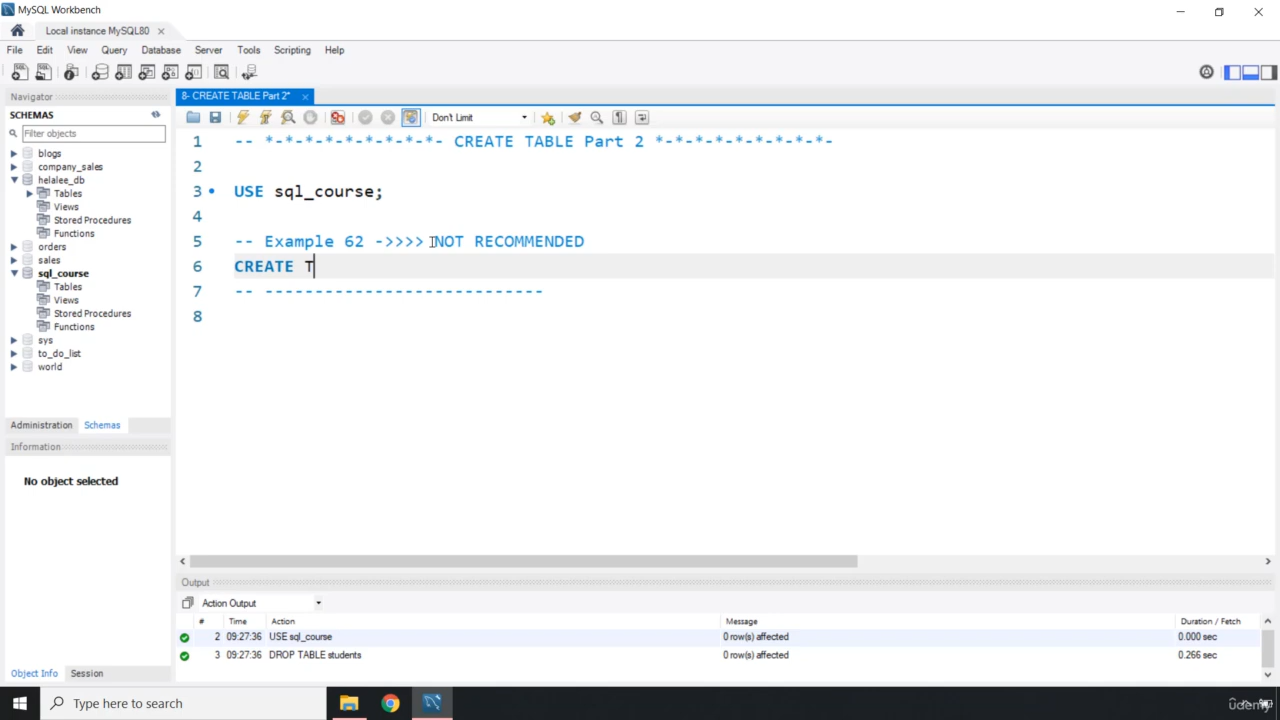 MySQL Workbench
Local instance MySQL80
File Edit View Query Database Server Tools Scripting Help
Navigator
SCHEMAS
Filter objects
blogs
company_sales
helalee_db
Tables
Views
Stored Procedures
Functions
orders
sales
sql_course
Tables
Views
Stored Procedures
Functions
sys
to_do_list
world
Administration Schemas
Information
No object selected
Object Info Session
8- CREATE TABLE Part 2*
Don't Limit
1 -- *-*-*-*-*-*-*-*-*- CREATE TABLE Part 2 *-*-*-*-*-*-*-*-*-
2
3 USE sql_course;
4
5 -- Example 62 ->>>> NOT RECOMMENDED
6 CREATE T
7 -- ----------------------------
8
Output
Action Output
# Time Action Message Duration / Fetch
2 09:27:36 USE sql_course 0 row(s) affected 0.000 sec
3 09:27:36 DROP TABLE students 0 row(s) affected 0.266 sec
Type here to search
udemy